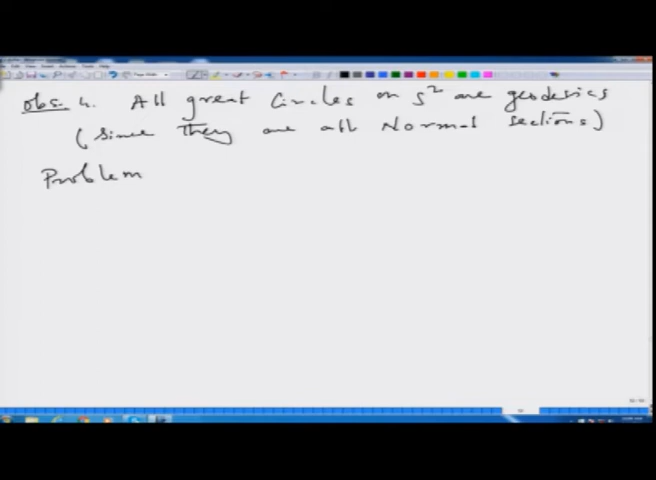 Obs. 4. All great Circles on S² are geodesics
(since they are all Normal sections)
Problem